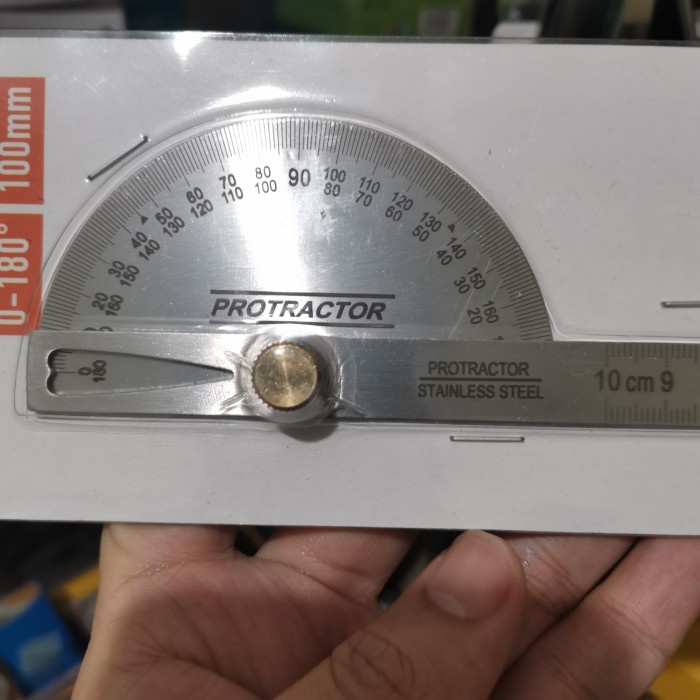 100mm
0-180°
80 90 100
70 100 80 110
60 110 70 120
50 120 60 130
40 130 50 140
30 140 40 150
20 150 30 160
160 20
PROTRACTOR
0
180
PROTRACTOR
STAINLESS STEEL
10 cm 9